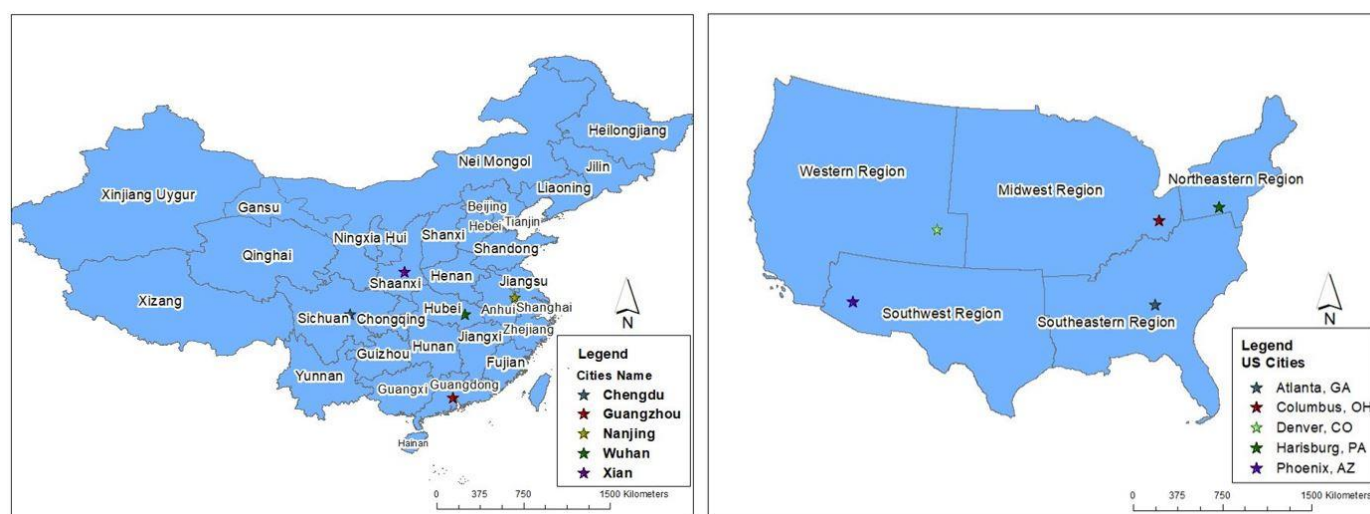 Heilongjiang
Nei Mongol
Jilin
Xinjiang Uygur
Liaoning
Gansu
Beijing
Tianjin
Hebei
Ningxia Hui
Shanxi
Shandong
Qinghai
Henan
Shaanxi
Jiangsu
Xizang
Hubei
Anhui
Shanghai
Sichuan
Chongqing
Zhejiang
Jiangxi
Hunan
Guizhou
Fujian
Yunnan
Guangxi
Guangdong
Hainan
N
Legend
Cities Name
Chengdu
Guangzhou
Nanjing
Wuhan
Xian
0 375 750 1500 Kilometers
Western Region
Midwest Region
Northeastern Region
Southwest Region
Southeastern Region
N
Legend
US Cities
Atlanta, GA
Columbus, OH
Denver, CO
Harisburg, PA
Phoenix, AZ
0 375 750 1500 Kilometers